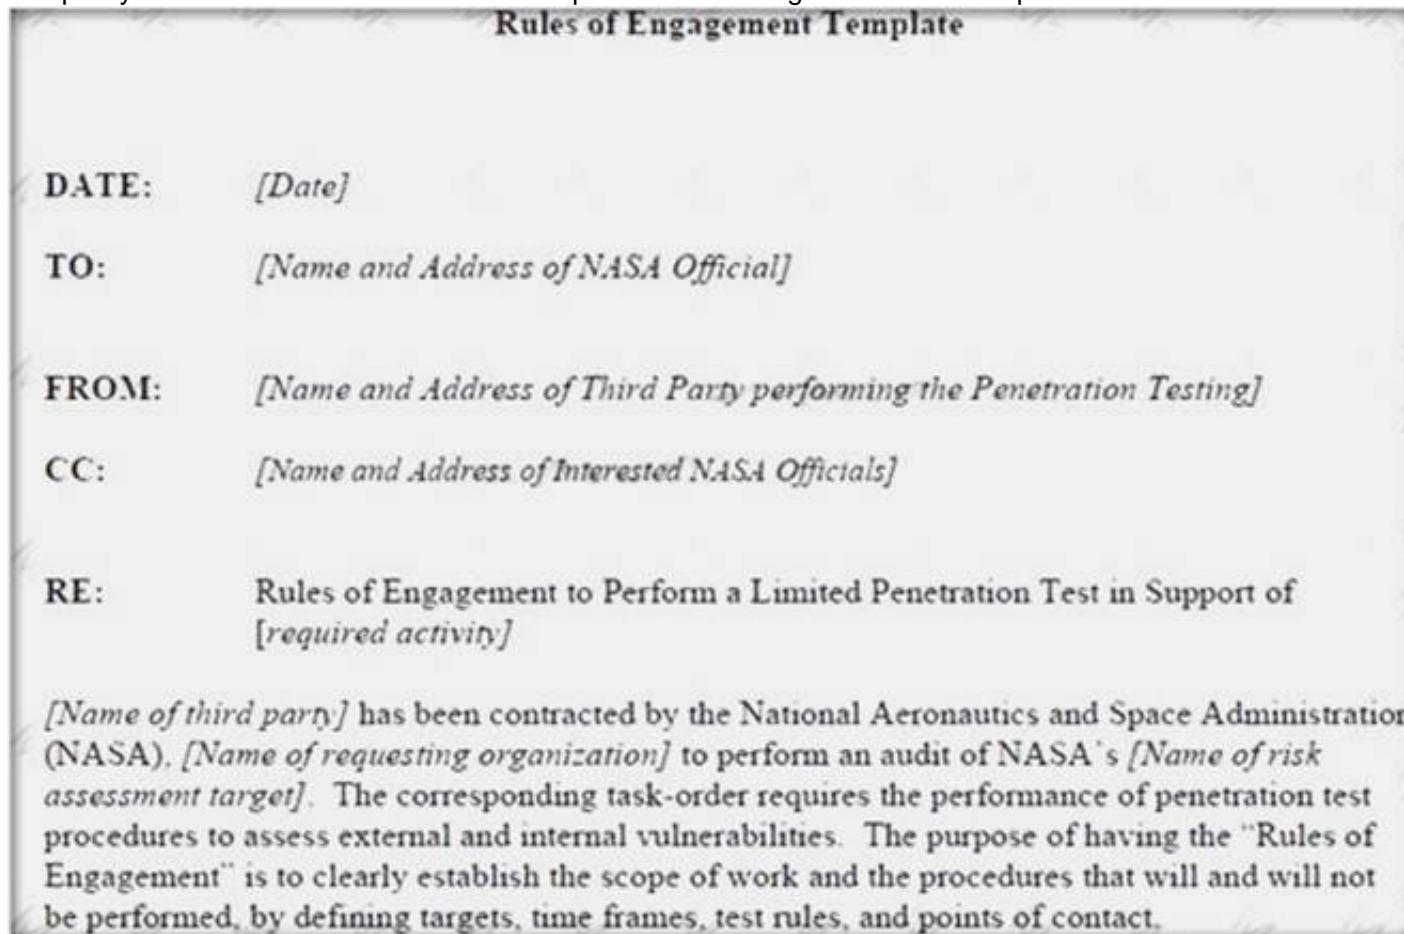 Rules of Engagement Template
DATE: [Date]
TO: [Name and Address of NASA Official]
FROM: [Name and Address of Third Party performing the Penetration Testing]
CC: [Name and Address of Interested NASA Officials]
RE: Rules of Engagement to Perform a Limited Penetration Test in Support of
[required activity]
[Name of third party] has been contracted by the National Aeronautics and Space Administration
(NASA), [Name of requesting organization] to perform an audit of NASA's [Name of risk
assessment target]. The corresponding task-order requires the performance of penetration test
procedures to assess external and internal vulnerabilities. The purpose of having the "Rules of
Engagement" is to clearly establish the scope of work and the procedures that will and will not
be performed, by defining targets, time frames, test rules, and points of contact.